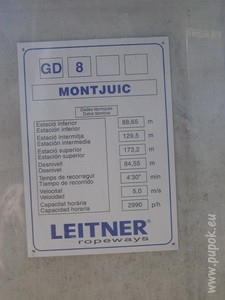 GD 8
MONTJUIC
Dades tècniques
Datos técnicos
Estació inferior
Estación inferior 88,65 m
Estació intermitja
Estación intermedia 129,5 m
Estació superior
Estación superior 173,2 m
Desnivell
Desnivel 84,55 m
Temps de recorregut
Tiempo de recorrido 4'30" min
Velocitat
Velocidad 5,0 m/s
Capacitat horària
Capacidad horaria 2990 p/h
LEITNER®
ropeways
© www.pupok.eu